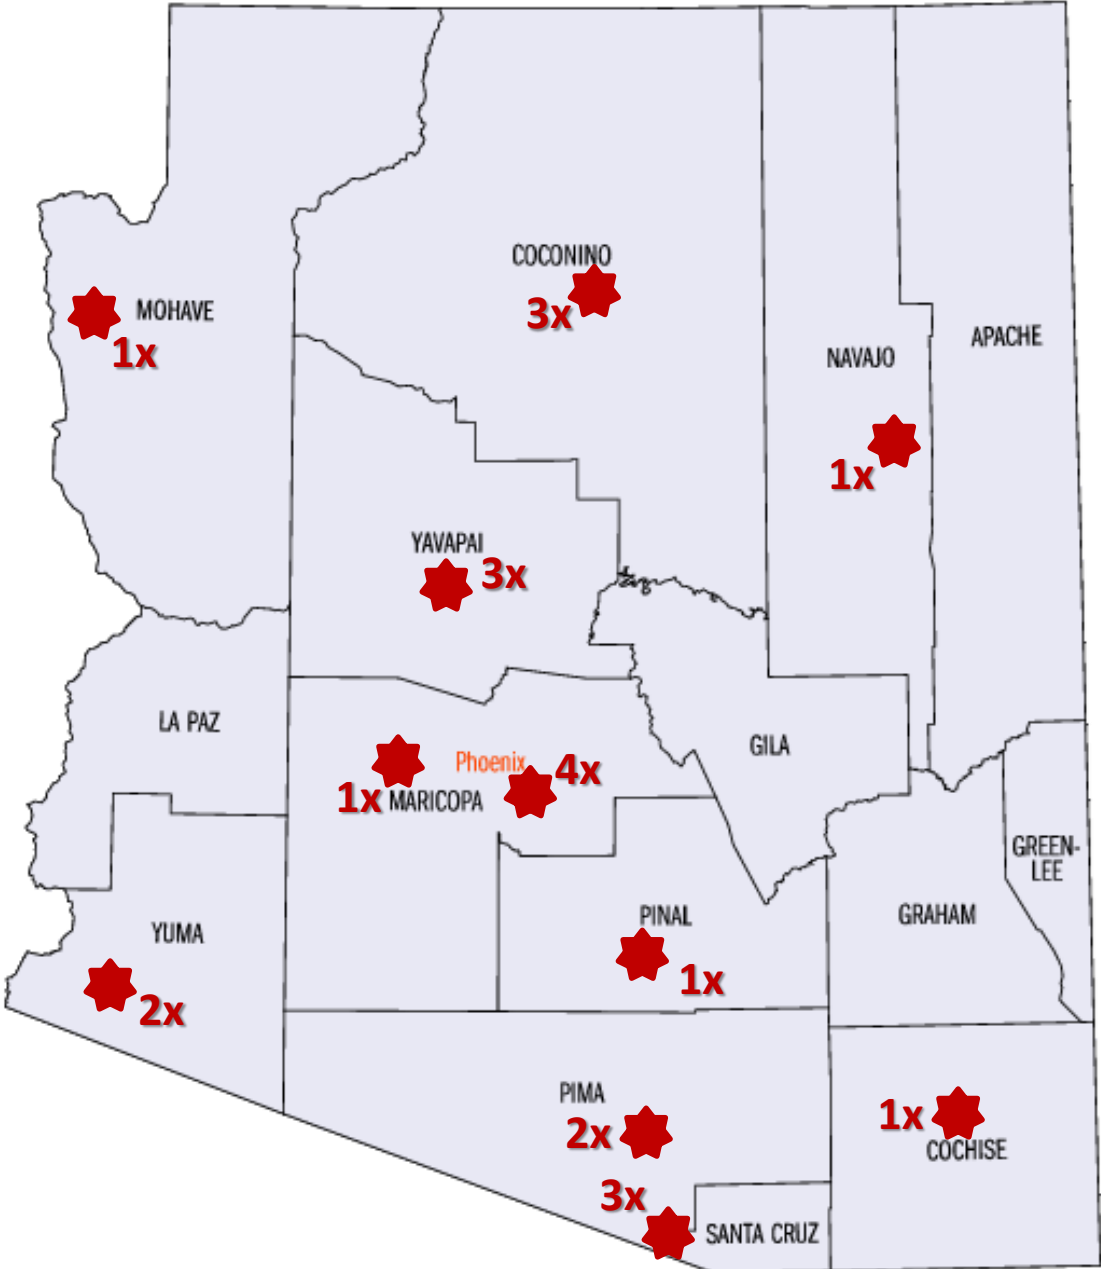 COCONINO
3x
MOHAVE
1x
APACHE
NAVAJO
1x
YAVAPAI
3x
LA PAZ
GILA
Phoenix
4x
1x
MARICOPA
GREEN-
LEE
PINAL
1x
GRAHAM
YUMA
2x
PIMA
2x
1x
COCHISE
3x
SANTA CRUZ